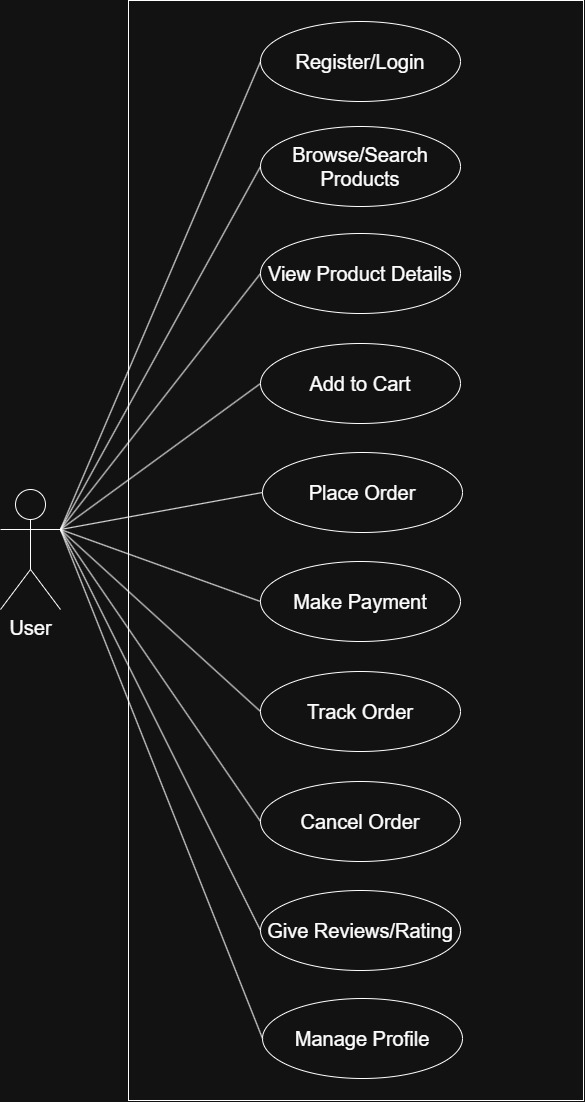 Register/Login
Browse/Search
Products
View Product Details
Add to Cart
Place Order
Make Payment
User
Track Order
Cancel Order
Give Reviews/Rating
Manage Profile